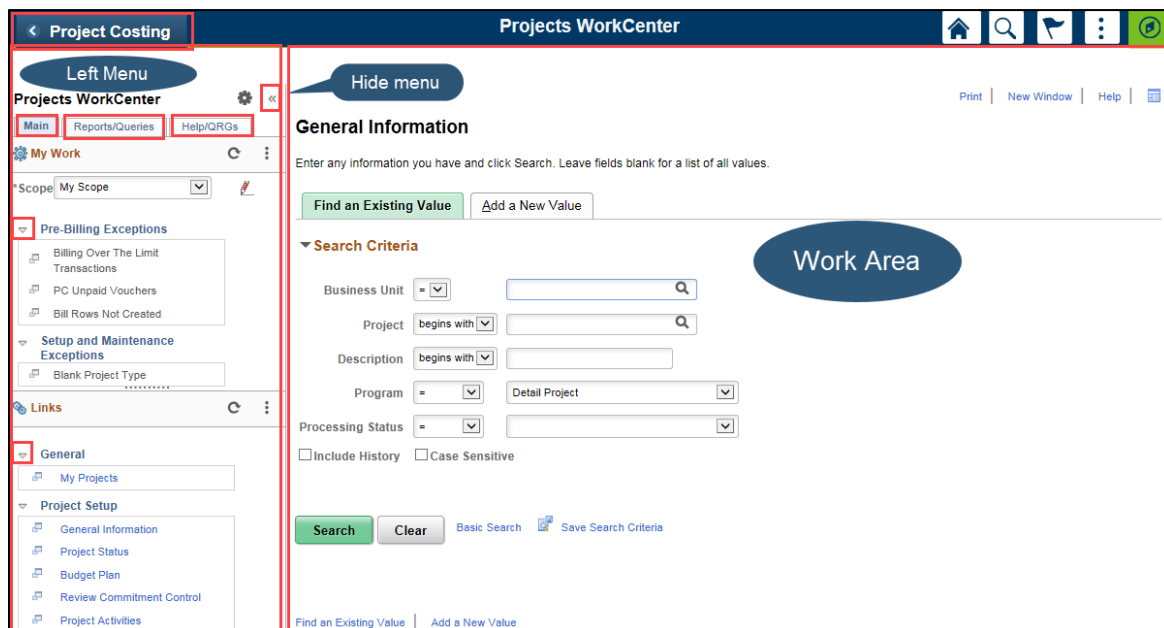 Project Costing
Projects WorkCenter
Left Menu
Hide menu
Projects WorkCenter
«
Print
New Window
Help
Main
Reports/Queries
Help/QRGs
General Information
My Work
Enter any information you have and click Search. Leave fields blank for a list of all values.
*Scope My Scope
Find an Existing Value
Add a New Value
Pre-Billing Exceptions
Billing Over The Limit
Transactions
PC Unpaid Vouchers
Bill Rows Not Created
Setup and Maintenance
Exceptions
Blank Project Type
Search Criteria
Work Area
Business Unit =
Project begins with
Description begins with
Program = Detail Project
Processing Status =
Include History Case Sensitive
Links
General
My Projects
Project Setup
General Information
Project Status
Budget Plan
Review Commitment Control
Project Activities
Search
Clear
Basic Search
Save Search Criteria
Find an Existing Value
Add a New Value